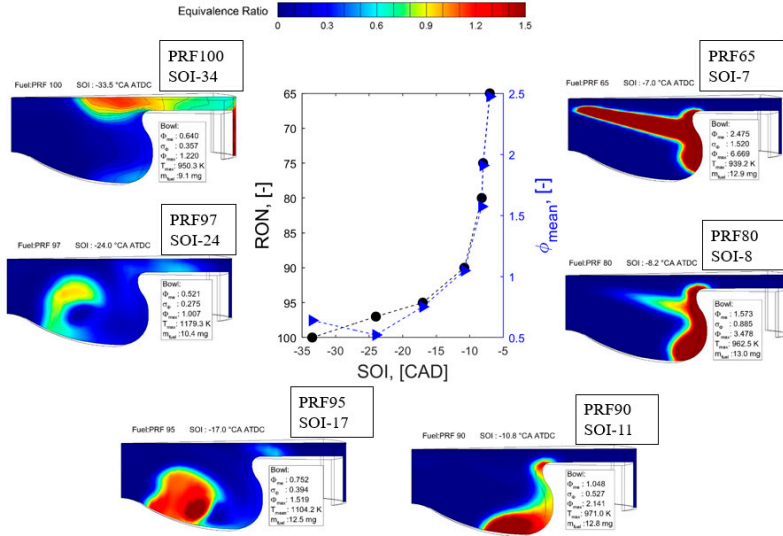 Equivalence Ratio
0 0.3 0.6 0.9 1.2 1.5
PRF100
SOI-34
Fuel:PRF 100 SOI : -33.5 °CA ATDC
Bowl:
Φme : 0.640
σΦ : 0.357
Φmax : 1.220
Tmax : 950.3 K
mfuel : 9.1 mg
PRF97
SOI-24
Fuel:PRF 97 SOI : -24.0 °CA ATDC
Bowl:
Φme : 0.521
σΦ : 0.275
Φmax : 1.007
Tmax : 1179.3 K
mfuel : 10.4 mg
RON, [-]
65
70
75
80
85
90
95
100
-35 -30 -25 -20 -15 -10 -5
SOI, [CAD]
2.5
2
1.5
1
0.5
ϕmean, [-]
PRF65
SOI-7
Fuel:PRF 65 SOI : -7.0 °CA ATDC
Bowl:
Φme : 2.475
σΦ : 1.520
Φmax : 6.669
Tmax : 939.2 K
mfuel : 12.9 mg
PRF80
SOI-8
Fuel:PRF 80 SOI : -8.2 °CA ATDC
Bowl:
Φme : 1.573
σΦ : 0.885
Φmax : 3.478
Tmax : 962.5 K
mfuel : 13.0 mg
PRF95
SOI-17
Fuel:PRF 95 SOI : -17.0 °CA ATDC
Bowl:
Φme : 0.752
σΦ : 0.394
Φmax : 1.519
Tmax : 1104.2 K
mfuel : 12.5 mg
PRF90
SOI-11
Fuel:PRF 90 SOI : -10.8 °CA ATDC
Bowl:
Φme : 1.048
σΦ : 0.527
Φmax : 2.141
Tmax : 971.0 K
mfuel : 12.8 mg